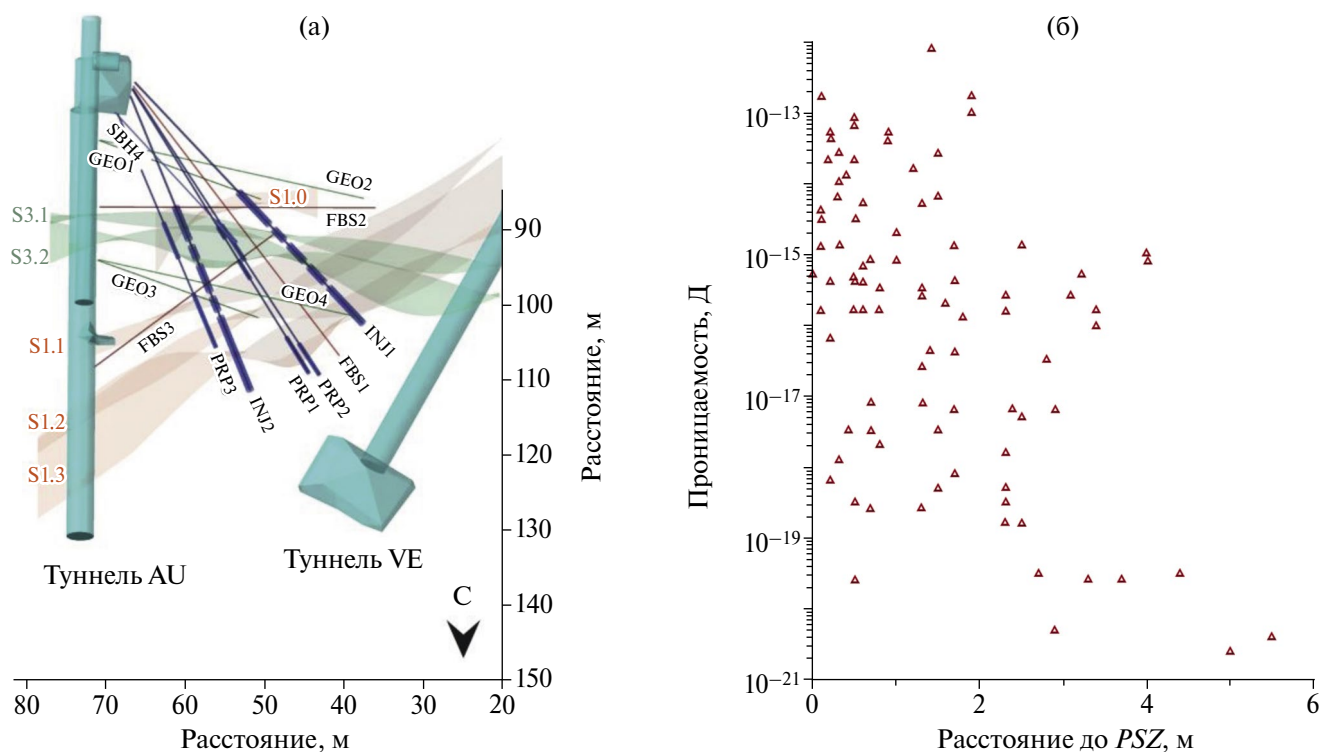 (а)
SBH4
GEO1
GEO2
S1.0
FBS2
S3.1
S3.2
GEO3
GEO4
FBS3
INJ1
S1.1
FBS1
PRP3
PRP2
PRP1
INJ2
S1.2
S1.3
Туннель AU
Туннель VE
С
90
100
110
120
130
140
150
Расстояние, м
80
70
60
50
40
30
20
Расстояние, м
(б)
10−13
10−15
10−17
10−19
10−21
Проницаемость, Д
0
2
4
6
Расстояние до PSZ, м